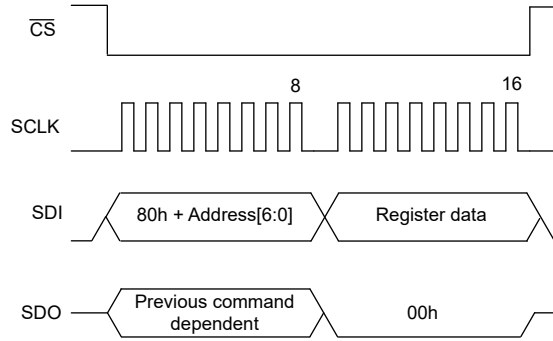 CS
8
16
SCLK
SDI
80h + Address[6:0]
Register data
SDO
Previous command
dependent
00h